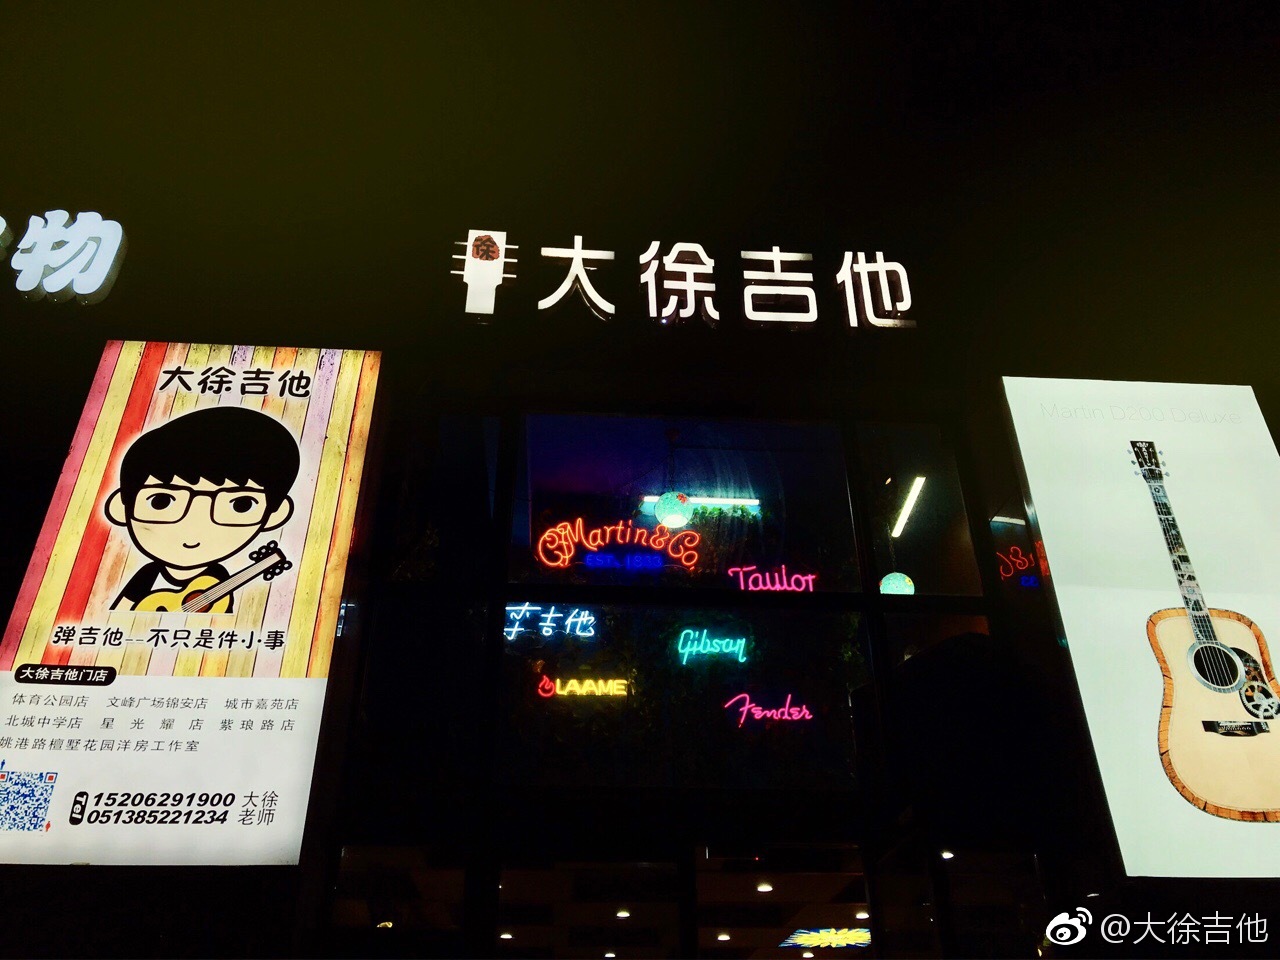 物
徐
大徐吉他
大徐吉他
弹吉他--不只是件小事
大徐吉他门店
体育公园店 文峰广场锦安店 城市嘉苑店
北城中学店 星光耀店 紫琅路店
姚港路檀墅花园洋房工作室
15206291900 大徐
051385221234 老师
Martin & Co
EST. 1833
Taylor
吉他
Gibson
LAAME
Fender
Martin D200 Deluxe
@大徐吉他